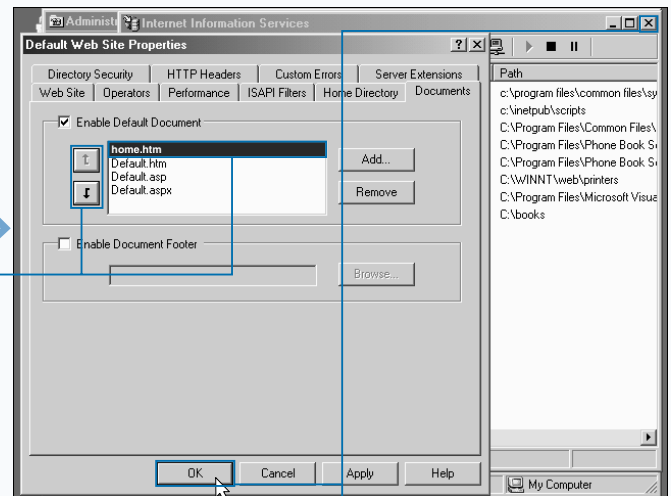 Administr Internet Information Services
Default Web Site Properties
Directory Security HTTP Headers Custom Errors Server Extensions
Web Site Operators Performance ISAPI Filters Home Directory Documents
Enable Default Document
home.htm
Default.htm
Default.asp
Default.aspx
Add...
Remove
Enable Document Footer
Browse...
OK Cancel Apply Help
Path
c:\program files\common files\sy
c:\inetpub\scripts
C:\Program Files\Common Files\
C:\Program Files\Phone Book Se
C:\Program Files\Phone Book Se
C:\WINNT\web\printers
C:\Program Files\Microsoft Visua
C:\books
My Computer